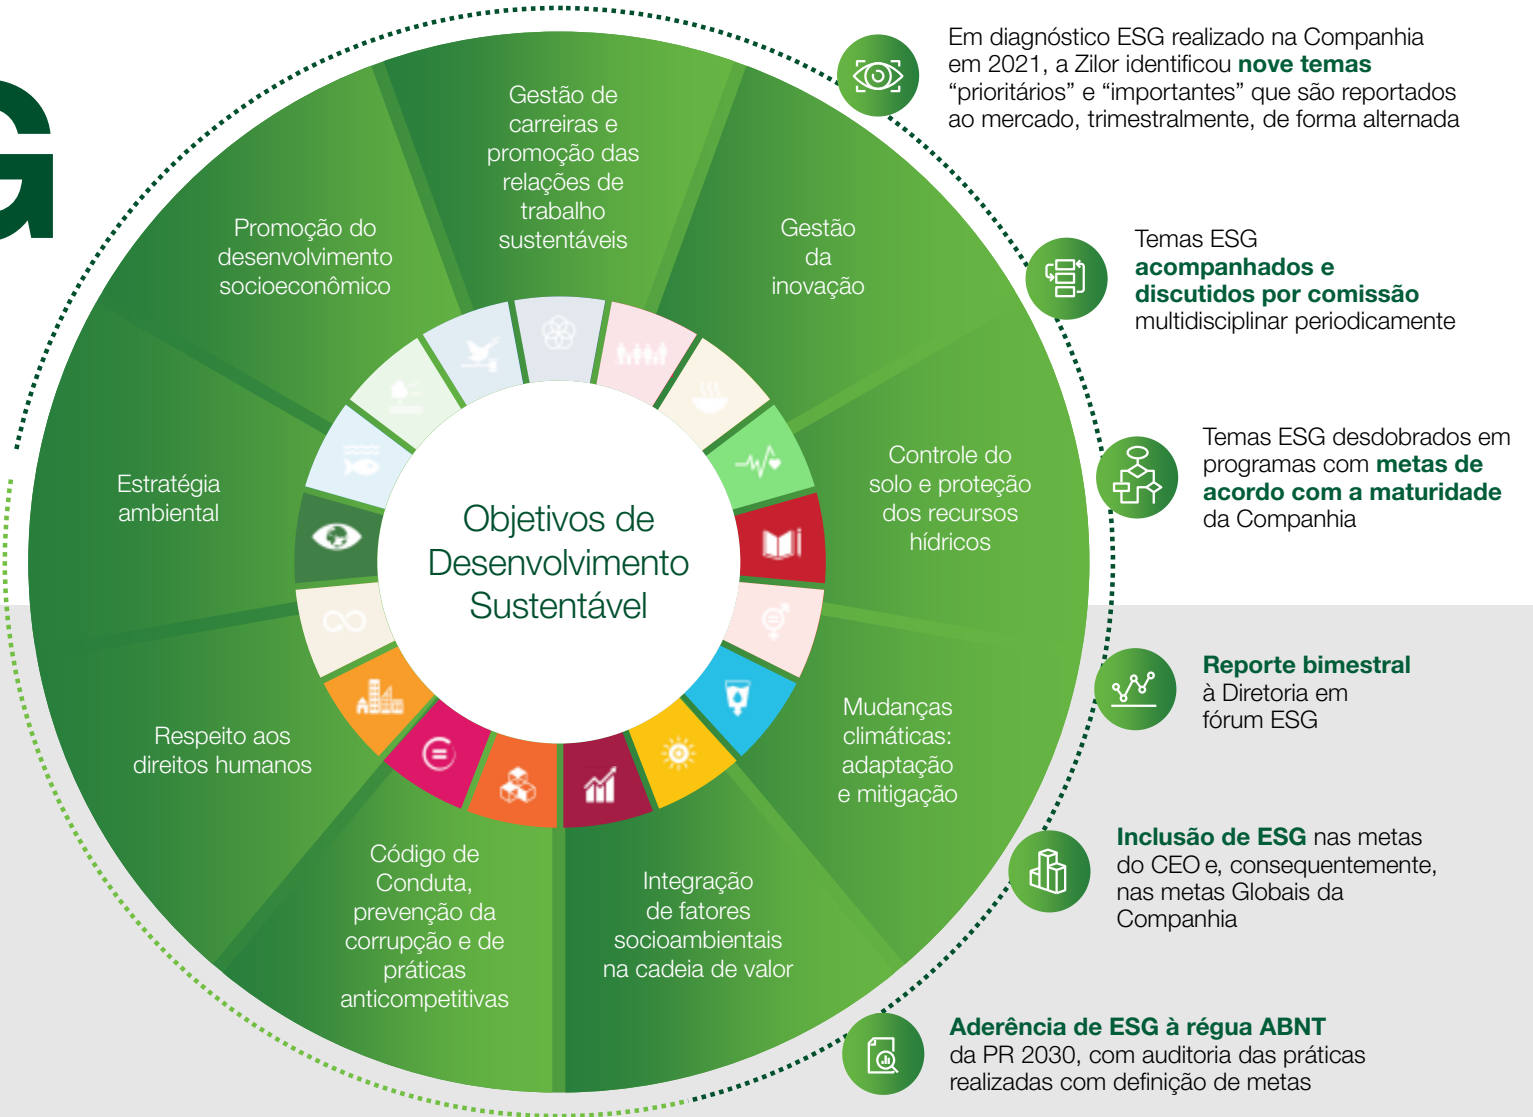 G
Gestão de
carreiras e
promoção das
relações de
trabalho
sustentáveis
Gestão
da
inovação
Controle do
solo e proteção
dos recursos
hídricos
Mudanças
climáticas:
adaptação
e mitigação
Integração
de fatores
socioambientais
na cadeia de valor
Código de
Conduta,
prevenção da
corrupção e de
práticas
anticompetitivas
Respeito aos
direitos humanos
Estratégia
ambiental
Promoção do
desenvolvimento
socioeconômico
Objetivos de
Desenvolvimento
Sustentável
Em diagnóstico ESG realizado na Companhia
em 2021, a Zilor identificou nove temas
“prioritários” e “importantes” que são reportados
ao mercado, trimestralmente, de forma alternada
Temas ESG
acompanhados e
discutidos por comissão
multidisciplinar periodicamente
Temas ESG desdobrados em
programas com metas de
acordo com a maturidade
da Companhia
Reporte bimestral
à Diretoria em
fórum ESG
Inclusão de ESG nas metas
do CEO e, consequentemente,
nas metas Globais da
Companhia
Aderência de ESG à régua ABNT
da PR 2030, com auditoria das práticas
realizadas com definição de metas